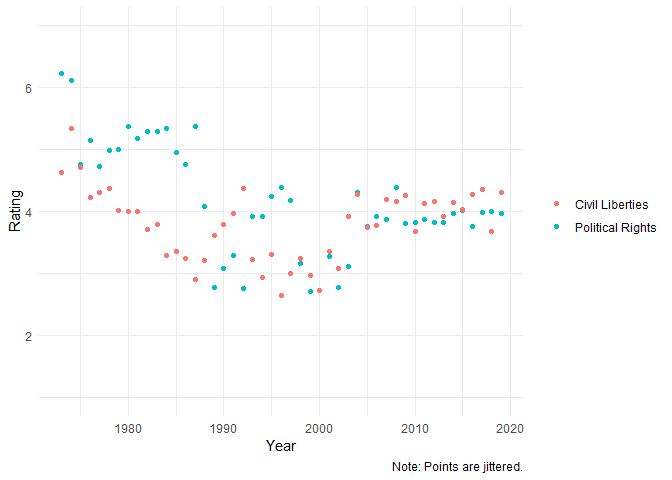 6
4
2
Rating
1980 1990 2000 2010 2020
Year
Civil Liberties
Political Rights
Note: Points are jittered.